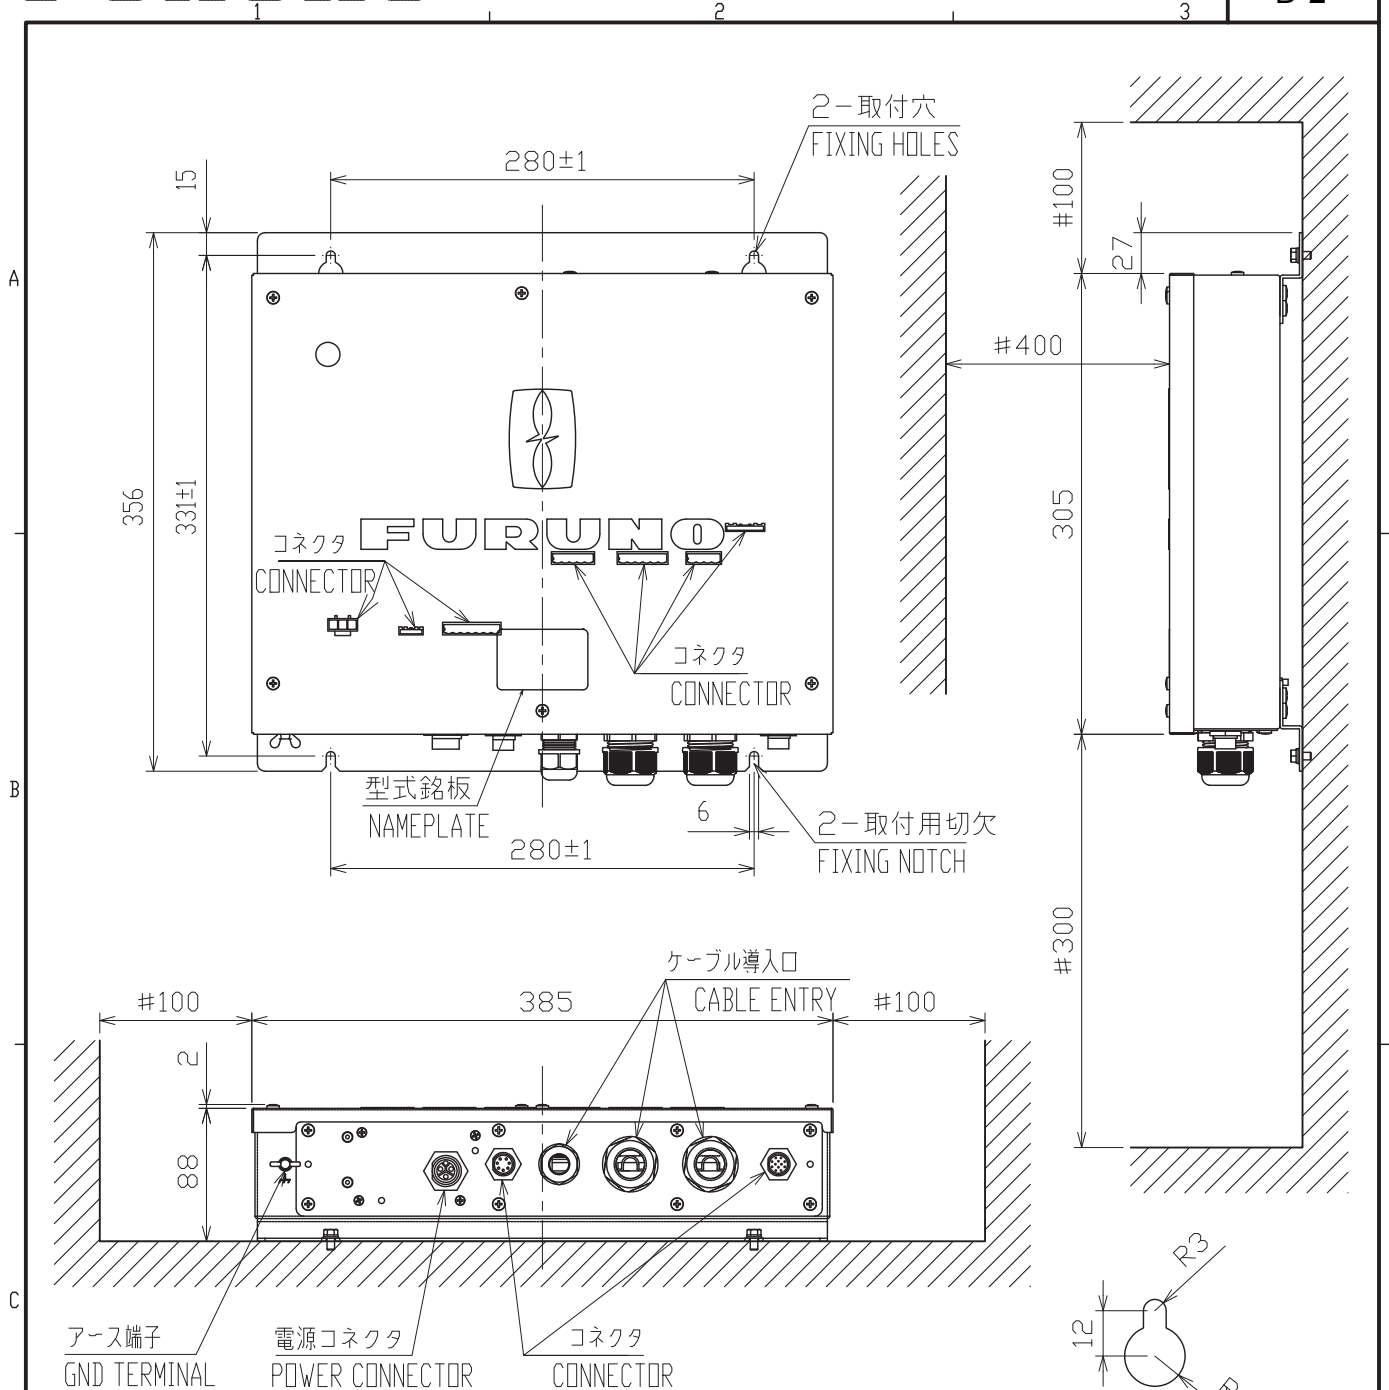 1
2
3
2-取付穴
FIXING HOLES
280±1
15
#100
27
A
#400
356
331±1
305
FURUNO
コネクタ
CONNECTOR
コネクタ
CONNECTOR
型式銘板
NAMEPLATE
6
2-取付用切欠
FIXING NOTCH
B
280±1
#300
ケーブル導入口
CABLE ENTRY
#100
385
#100
2
88
R3
C
12
アース端子
GND TERMINAL
電源コネクタ
POWER CONNECTOR
コネクタ
CONNECTOR